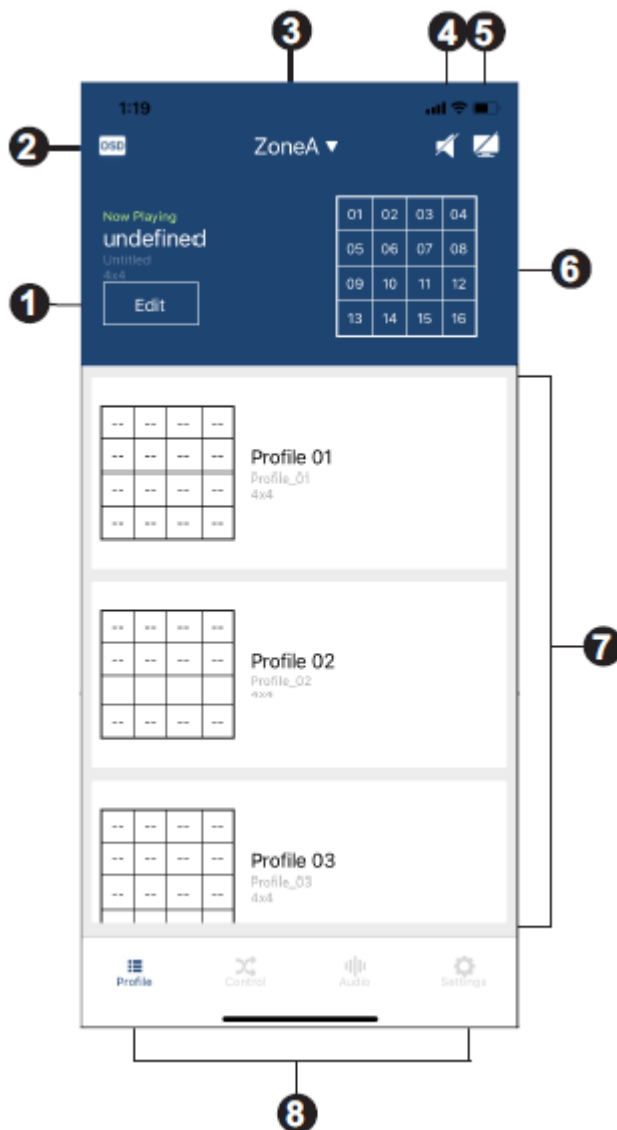 3 4 5
1:19
2
OSD ZoneA ▼
Now Playing
undefined
Untitled
4x4
1
Edit
01 02 03 04
05 06 07 08
09 10 11 12
13 14 15 16
6
-- -- -- --
-- -- -- --
-- -- -- --
-- -- -- --
Profile 01
Profile_01
4x4
7
-- -- -- --
-- -- -- --
-- -- -- --
Profile 02
Profile_02
4x4
-- -- -- --
-- -- -- --
-- -- -- --
Profile 03
Profile_03
4x4
Profile Control Audio Settings
8